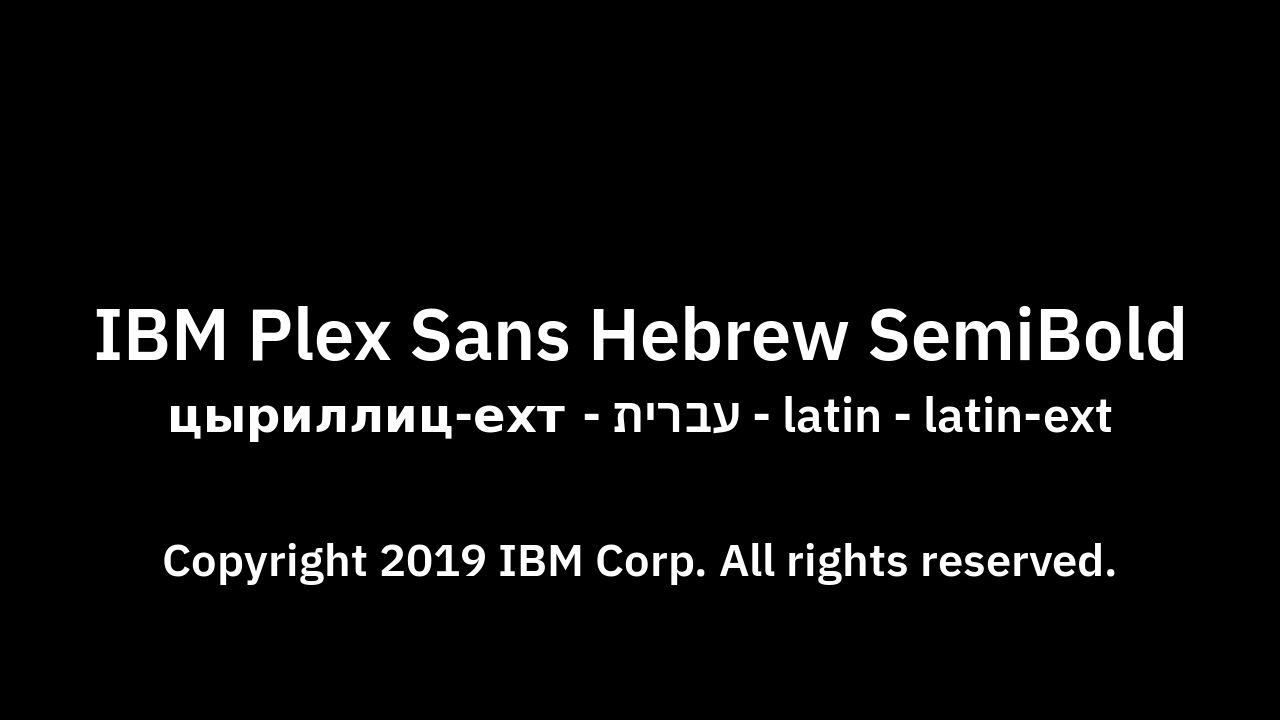 IBM Plex Sans Hebrew SemiBold
цыриллиц-ехт - עברית - latin - latin-ext
Copyright 2019 IBM Corp. All rights reserved.